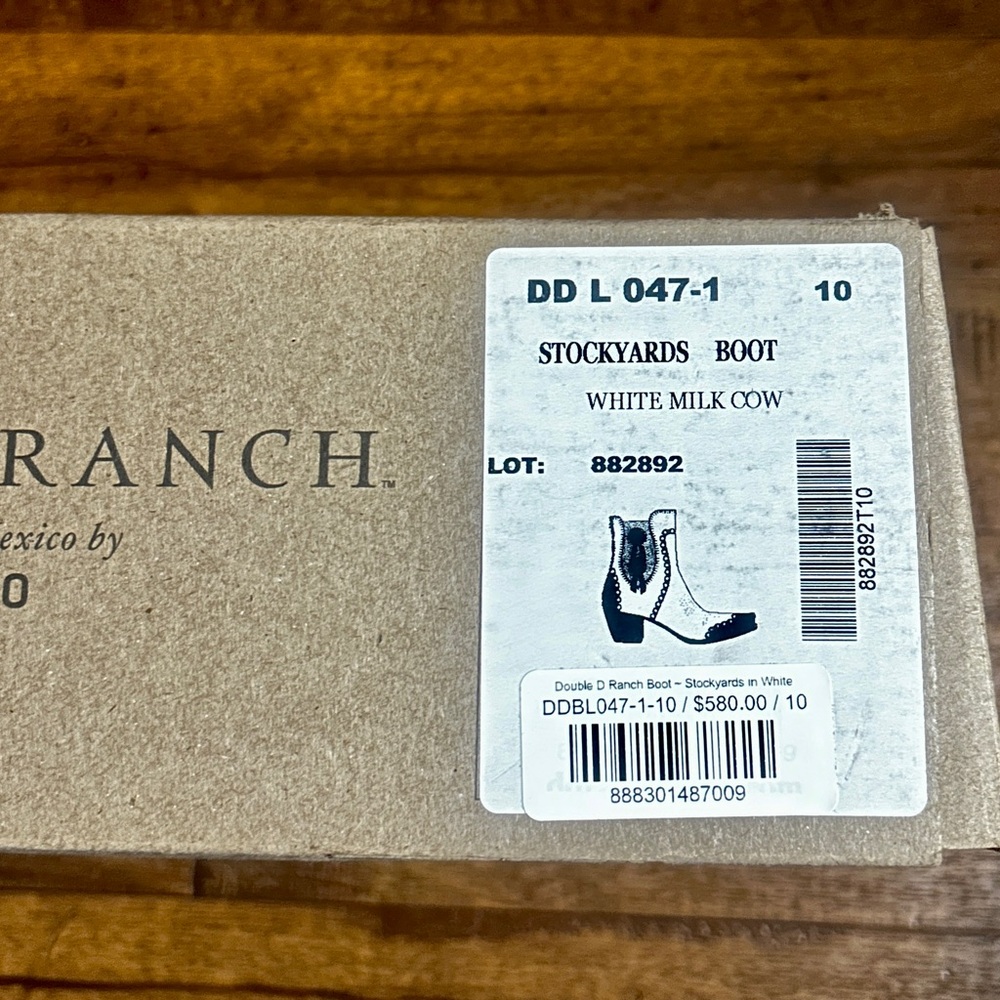 RANCH™
exico by
O
DD L 047-1 10
STOCKYARDS BOOT
WHITE MILK COW
LOT: 882892
882892T10
Double D Ranch Boot ~ Stockyards in White
DDBL047-1-10 / $580.00 / 10
888301487009